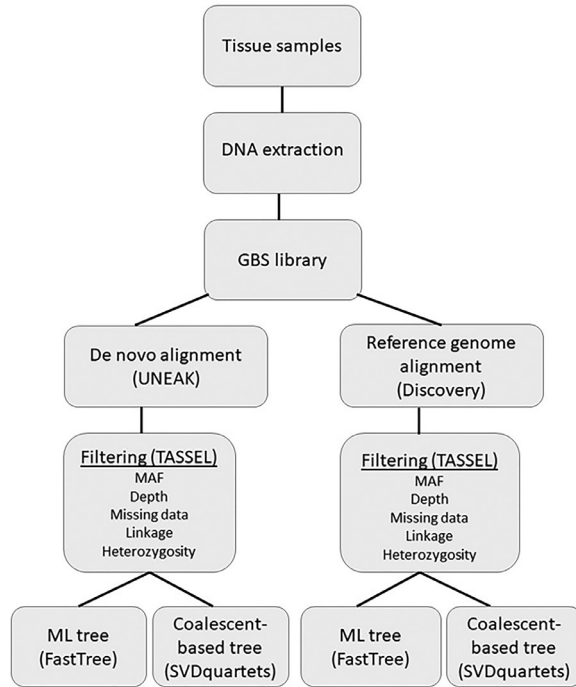 Tissue samples
DNA extraction
GBS library
De novo alignment
(UNEAK)
Reference genome
alignment
(Discovery)
Filtering (TASSEL)
MAF
Depth
Missing data
Linkage
Heterozygosity
Filtering (TASSEL)
MAF
Depth
Missing data
Linkage
Heterozygosity
ML tree
(FastTree)
Coalescent-
based tree
(SVDquartets)
ML tree
(FastTree)
Coalescent-
based tree
(SVDquartets)